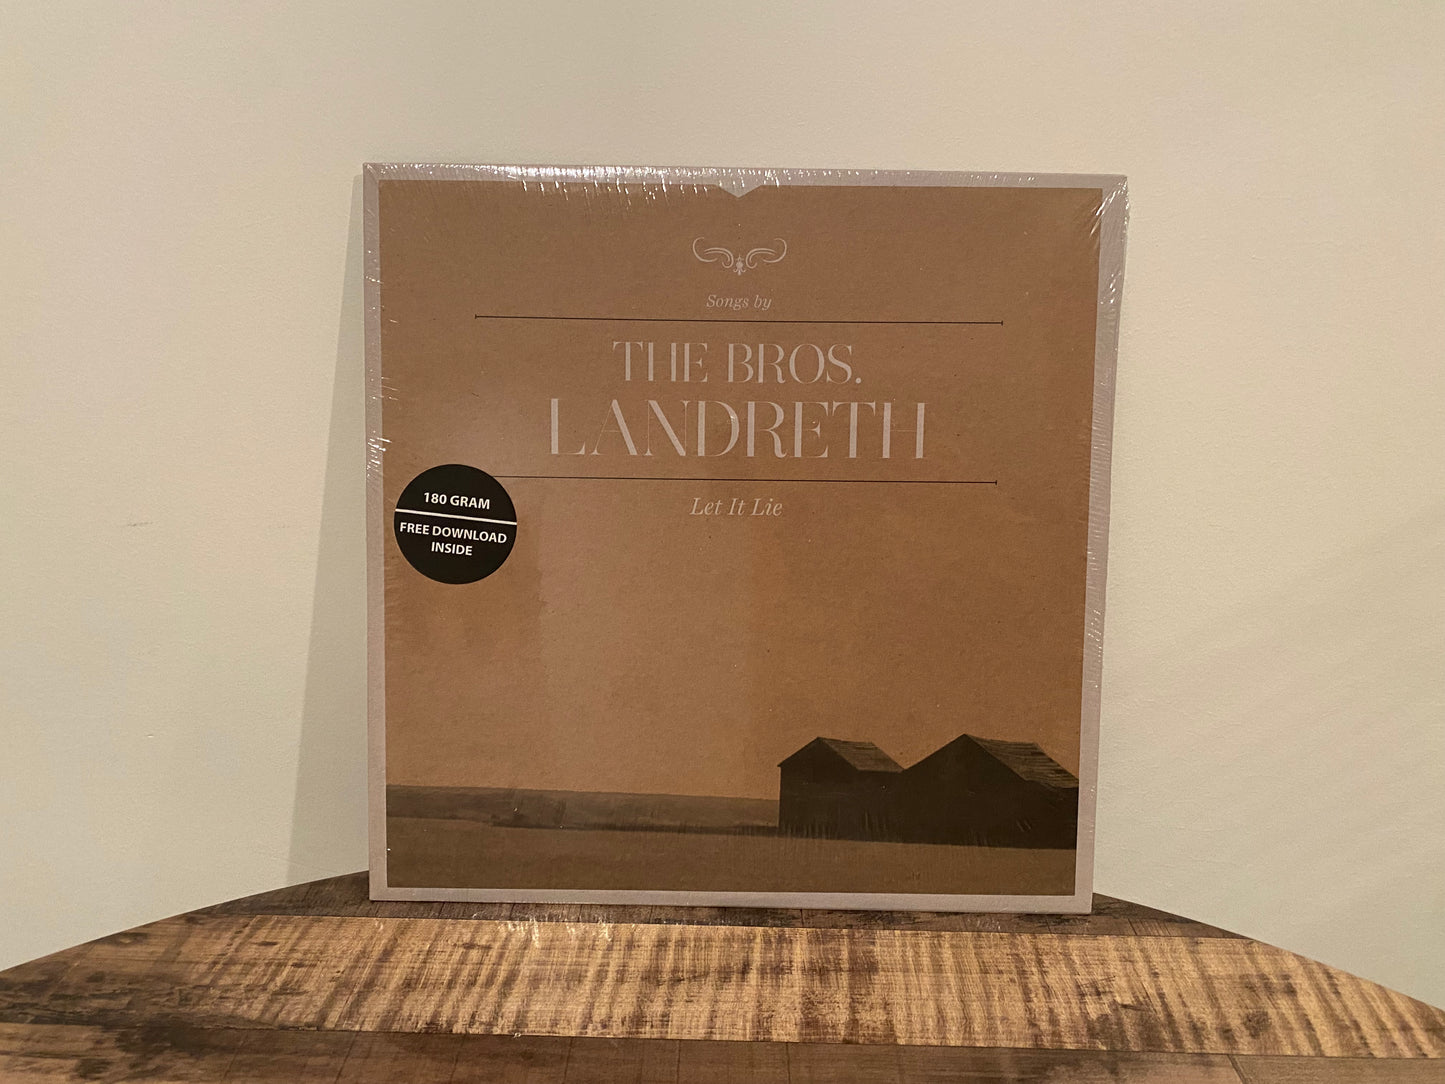 Songs by
THE BROS.
LANDRETH
Let It Lie
180 GRAM
FREE DOWNLOAD
INSIDE